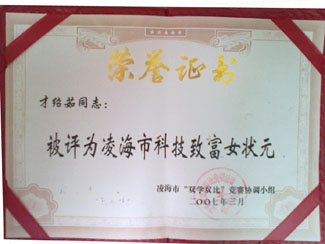 荣誉证书
才绍茹同志：
被评为凌海市科技致富女状元
凌海市“双学双比”竞赛协调小组
二00七年三月